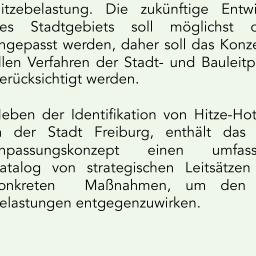 itzebelastung. Die zukünftige Entwi
es Stadtgebiets soll möglichst
ngepasst werden, daher soll das Konze
llen Verfahren der Stadt- und Bauleitp
erücksichtigt werden.
eben der Identifikation von Hitze-Hot
der Stadt Freiburg, enthält das
npassungskonzept einen umfass
atalog von strategischen Leitsätzen
onkreten Maßnahmen, um den
elastungen entgegenzuwirken.